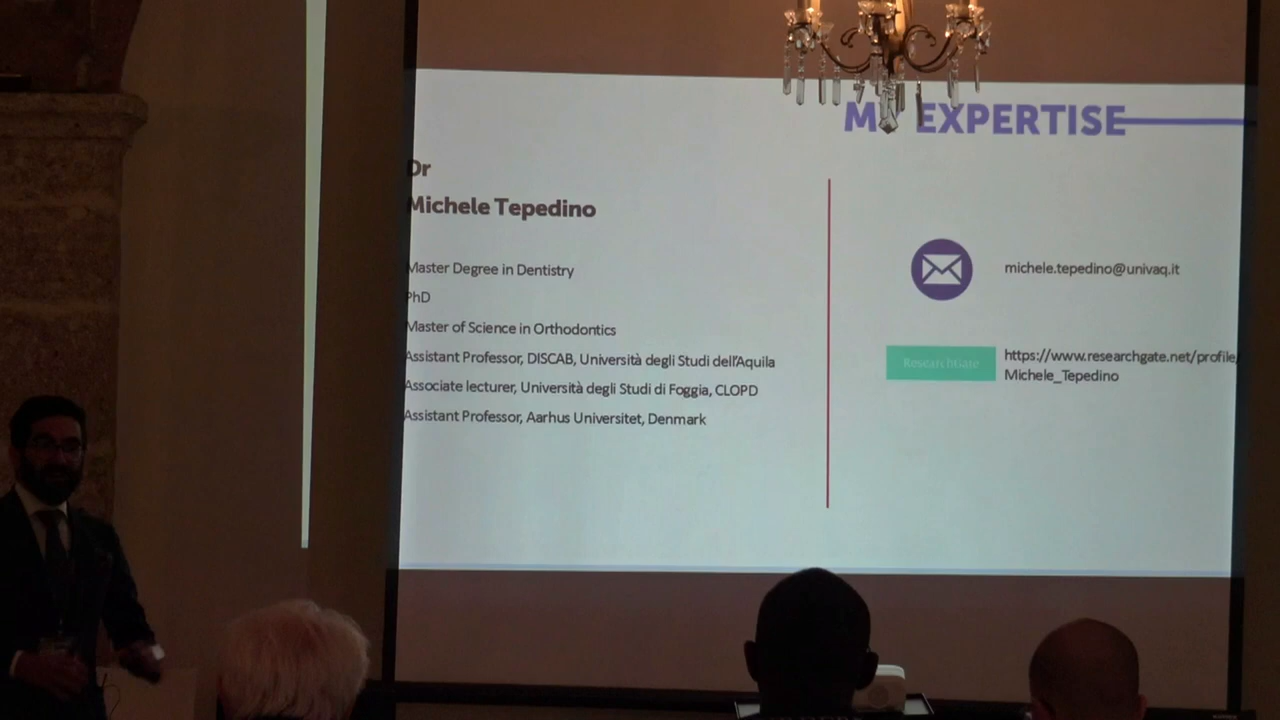 MY EXPERTISE
Dr
Michele Tepedino
Master Degree in Dentistry
PhD
Master of Science in Orthodontics
Assistant Professor, DISCAB, Università degli Studi dell'Aquila
Associate lecturer, Università degli Studi di Foggia, CLOPD
Assistant Professor, Aarhus Universitet, Denmark
michele.tepedino@univaq.it
ResearchGate
https://www.researchgate.net/profile/
Michele_Tepedino